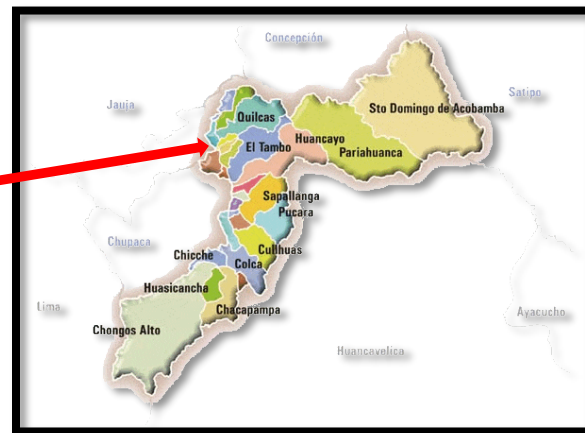 Concepción
Jauja
Satipo
Quilcas
Sto Domingo de Acobamba
Huancayo
El Tambo
Pariahuanca
Sapallanga
Pucara
Chupaca
Cullhuas
Chicche
Colca
Huasicancha
Lima
Chacapampa
Ayacucho
Chongos Alto
Huancavelica